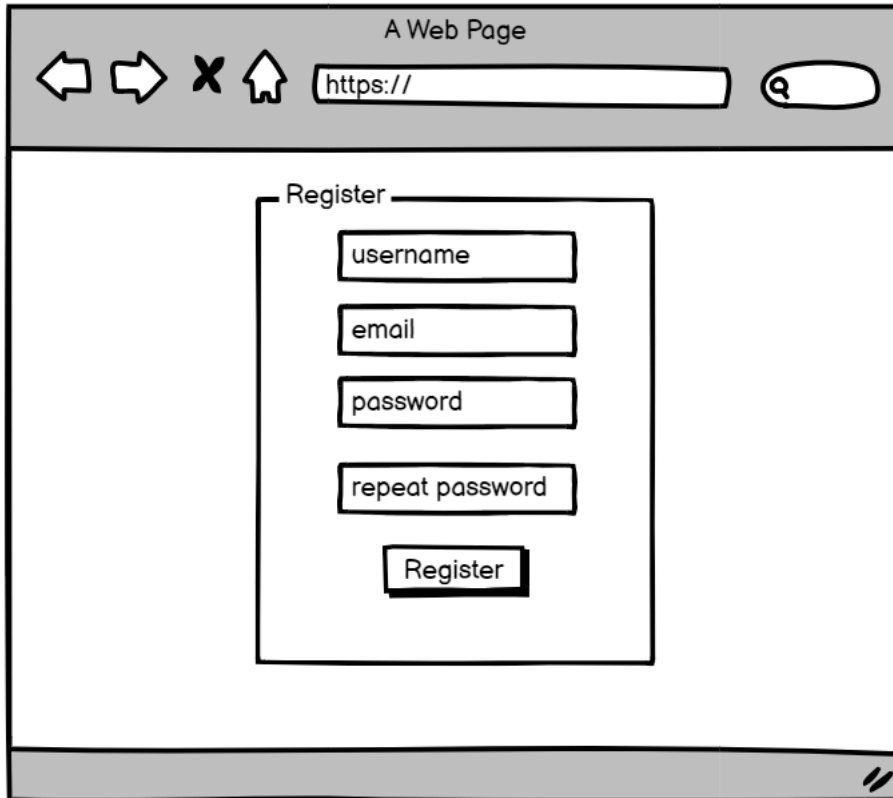 A Web Page
https://
Register
username
email
password
repeat password
Register